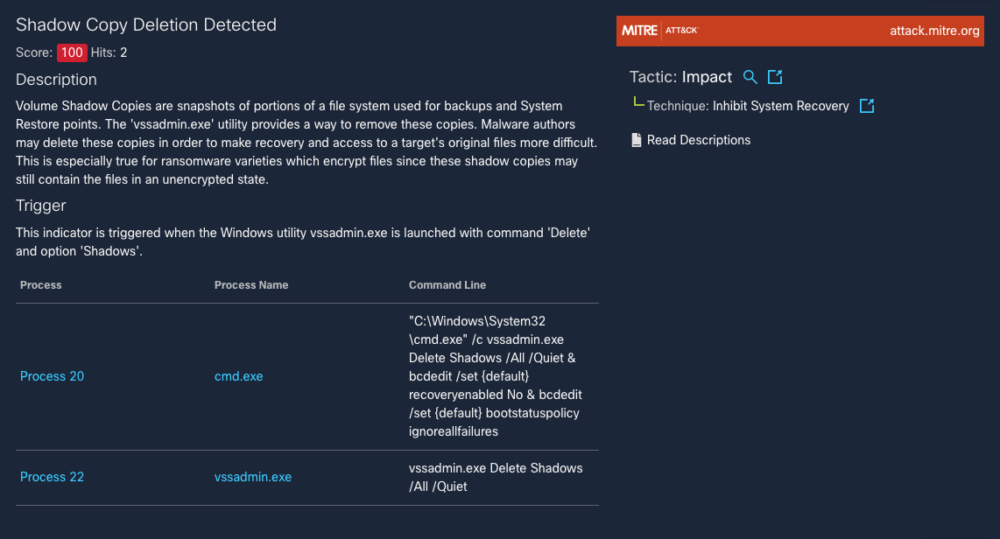 Shadow Copy Deletion Detected
Score: 100 Hits: 2
Description
Volume Shadow Copies are snapshots of portions of a file system used for backups and System
Restore points. The 'vssadmin.exe' utility provides a way to remove these copies. Malware authors
may delete these copies in order to make recovery and access to a target's original files more difficult.
This is especially true for ransomware varieties which encrypt files since these shadow copies may
still contain the files in an unencrypted state.
Trigger
This indicator is triggered when the Windows utility vssadmin.exe is launched with command 'Delete'
and option 'Shadows'.
Process Process Name Command Line
"C:\Windows\System32
\cmd.exe" /c vssadmin.exe
Delete Shadows /All /Quiet &
Process 20 cmd.exe bcdedit /set {default}
recoveryenabled No & bcdedit
/set {default} bootstatuspolicy
ignoreallfailures
Process 22 vssadmin.exe vssadmin.exe Delete Shadows
/All /Quiet
MITRE ATT&CK™ attack.mitre.org
Tactic: Impact
Technique: Inhibit System Recovery
Read Descriptions